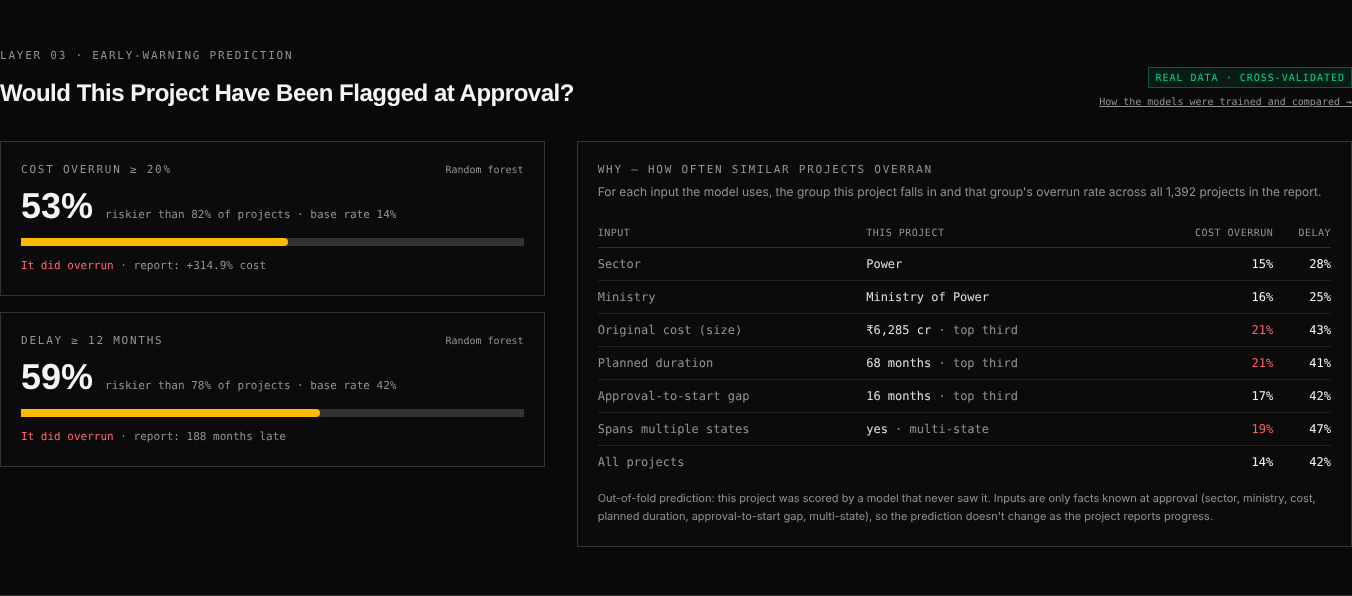 LAYER 03 · EARLY-WARNING PREDICTION
Would This Project Have Been Flagged at Approval?
REAL DATA · CROSS-VALIDATED
How the models were trained and compared →
COST OVERRUN ≥ 20%
Random forest
53% riskier than 82% of projects · base rate 14%
It did overrun · report: +314.9% cost
DELAY ≥ 12 MONTHS
Random forest
59% riskier than 78% of projects · base rate 42%
It did overrun · report: 188 months late
WHY — HOW OFTEN SIMILAR PROJECTS OVERRAN
For each input the model uses, the group this project falls in and that group's overrun rate across all 1,392 projects in the report.
INPUT THIS PROJECT COST OVERRUN DELAY
Sector Power 15% 28%
Ministry Ministry of Power 16% 25%
Original cost (size) ₹6,285 cr · top third 21% 43%
Planned duration 68 months · top third 21% 41%
Approval-to-start gap 16 months · top third 17% 42%
Spans multiple states yes · multi-state 19% 47%
All projects 14% 42%
Out-of-fold prediction: this project was scored by a model that never saw it. Inputs are only facts known at approval (sector, ministry, cost,
planned duration, approval-to-start gap, multi-state), so the prediction doesn't change as the project reports progress.